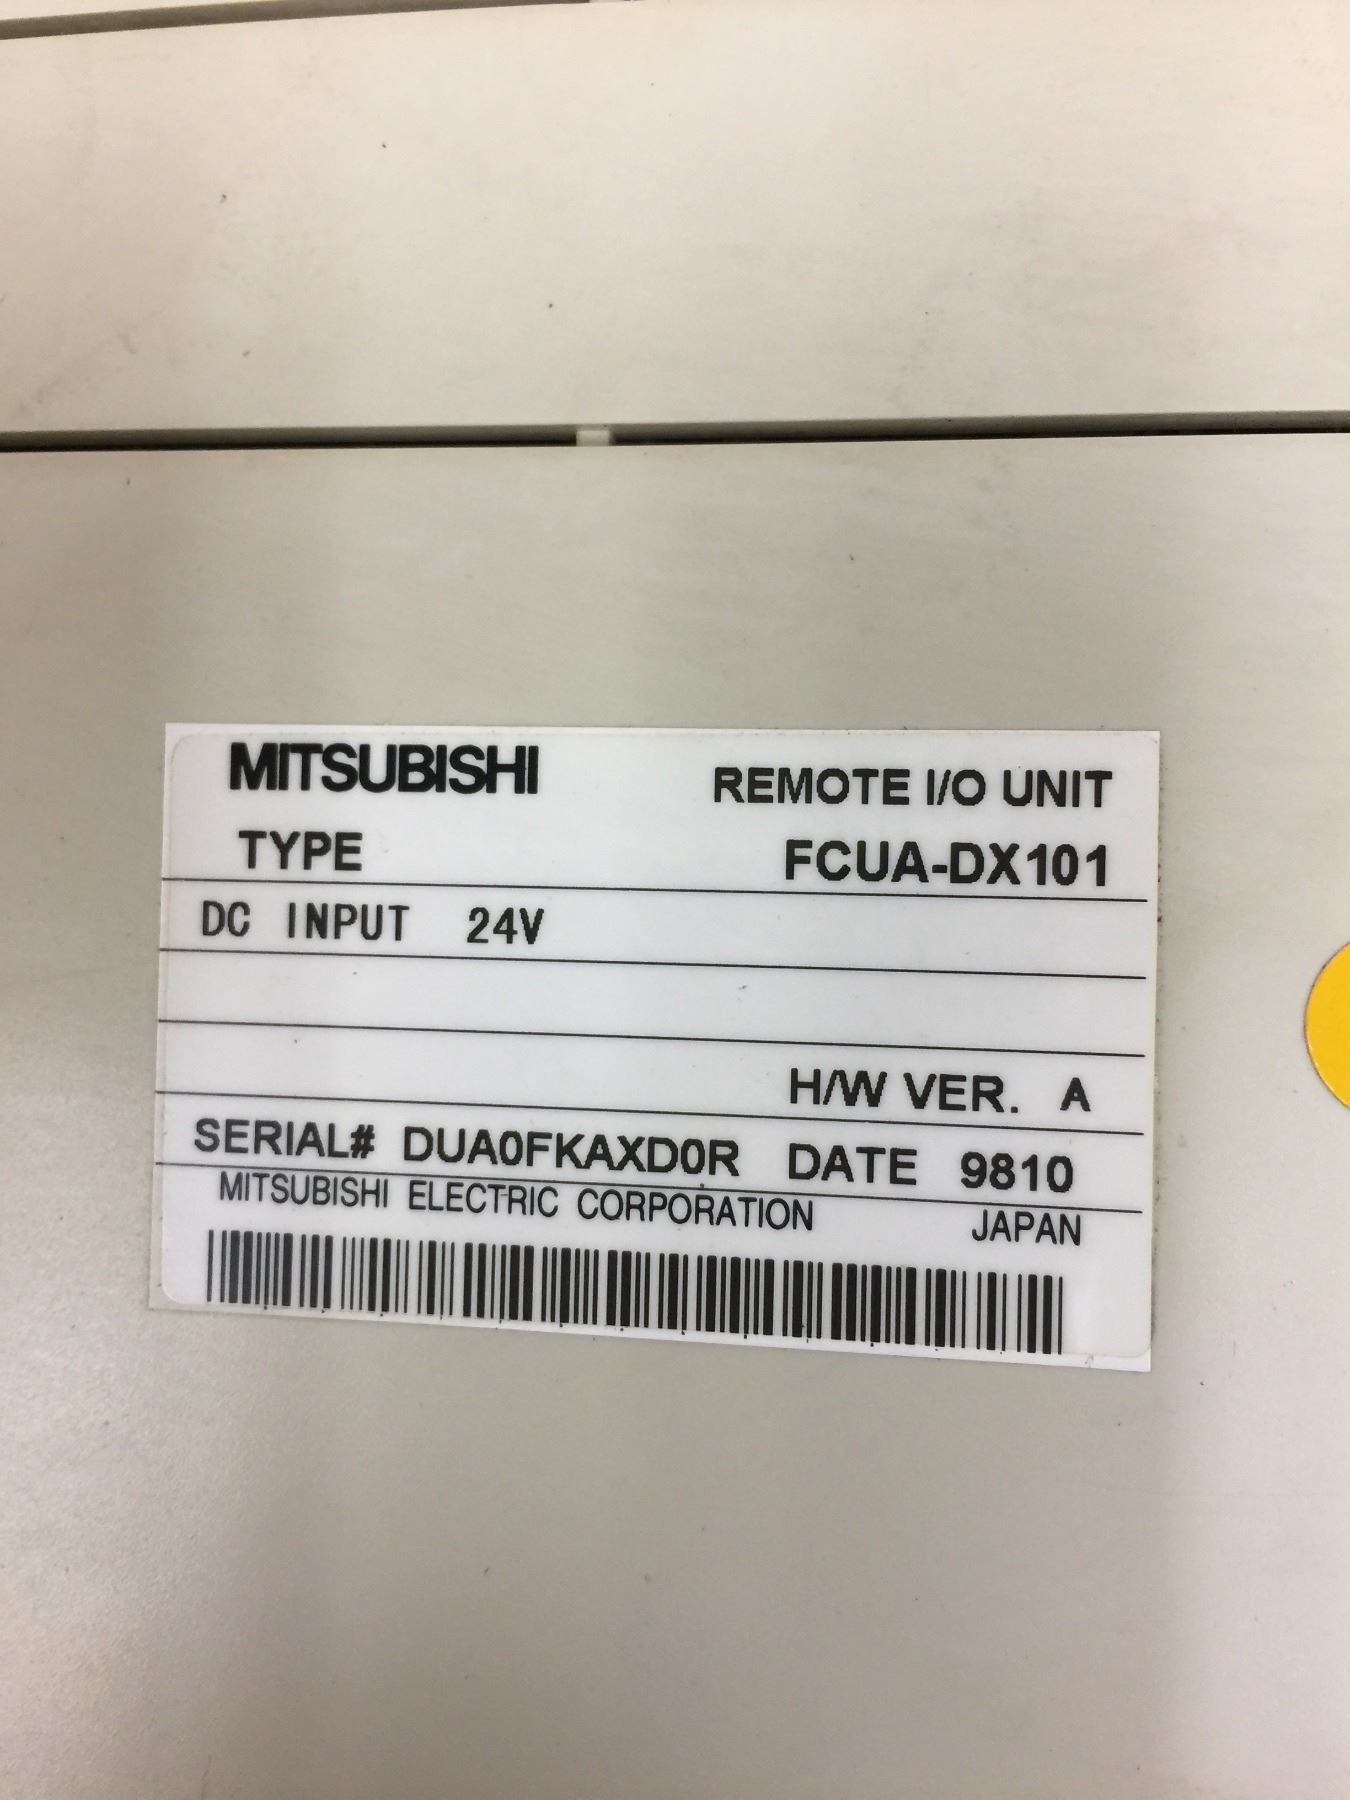 MITSUBISHI REMOTE I/O UNIT
TYPE FCUA-DX101
DC INPUT 24V
H/W VER. A
SERIAL# DUA0FKAXD0R DATE 9810
MITSUBISHI ELECTRIC CORPORATION JAPAN